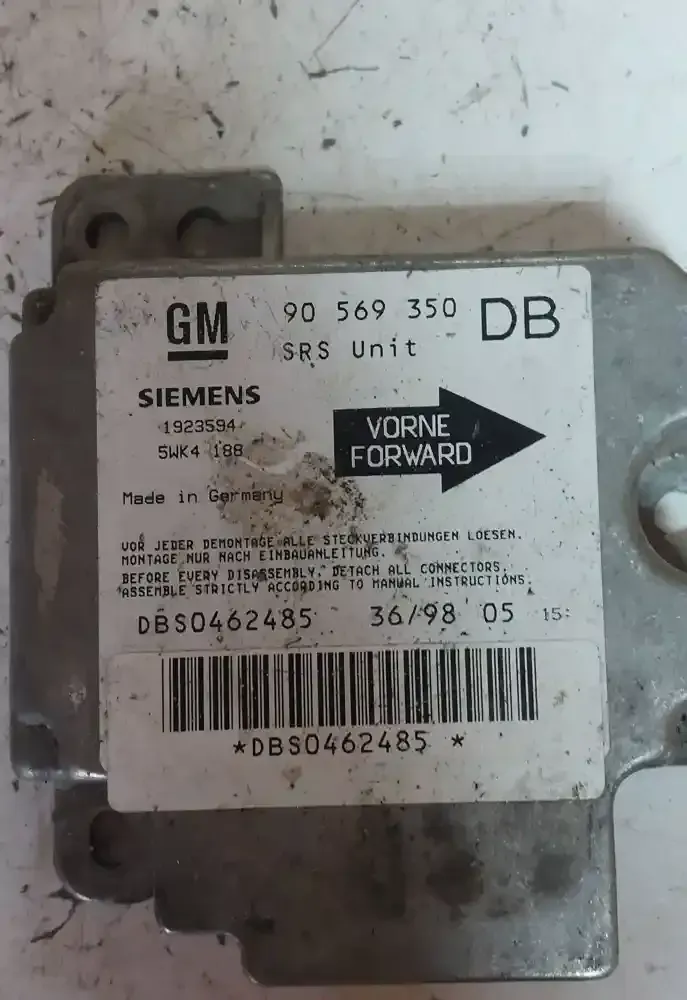 GM 90 569 350 DB
SRS Unit
SIEMENS
1923594
5WK4 188
VORNE
FORWARD
Made in Germany
VOR JEDER DEMONTAGE ALLE STECKVERBINDUNGEN LOESEN.
MONTAGE NUR NACH EINBAUANLEITUNG.
BEFORE EVERY DISASSEMBLY, DETACH ALL CONNECTORS.
ASSEMBLE STRICTLY ACCORDING TO MANUAL INSTRUCTIONS.
DBS0462485 36/98 05 15:
*DBS0462485 *